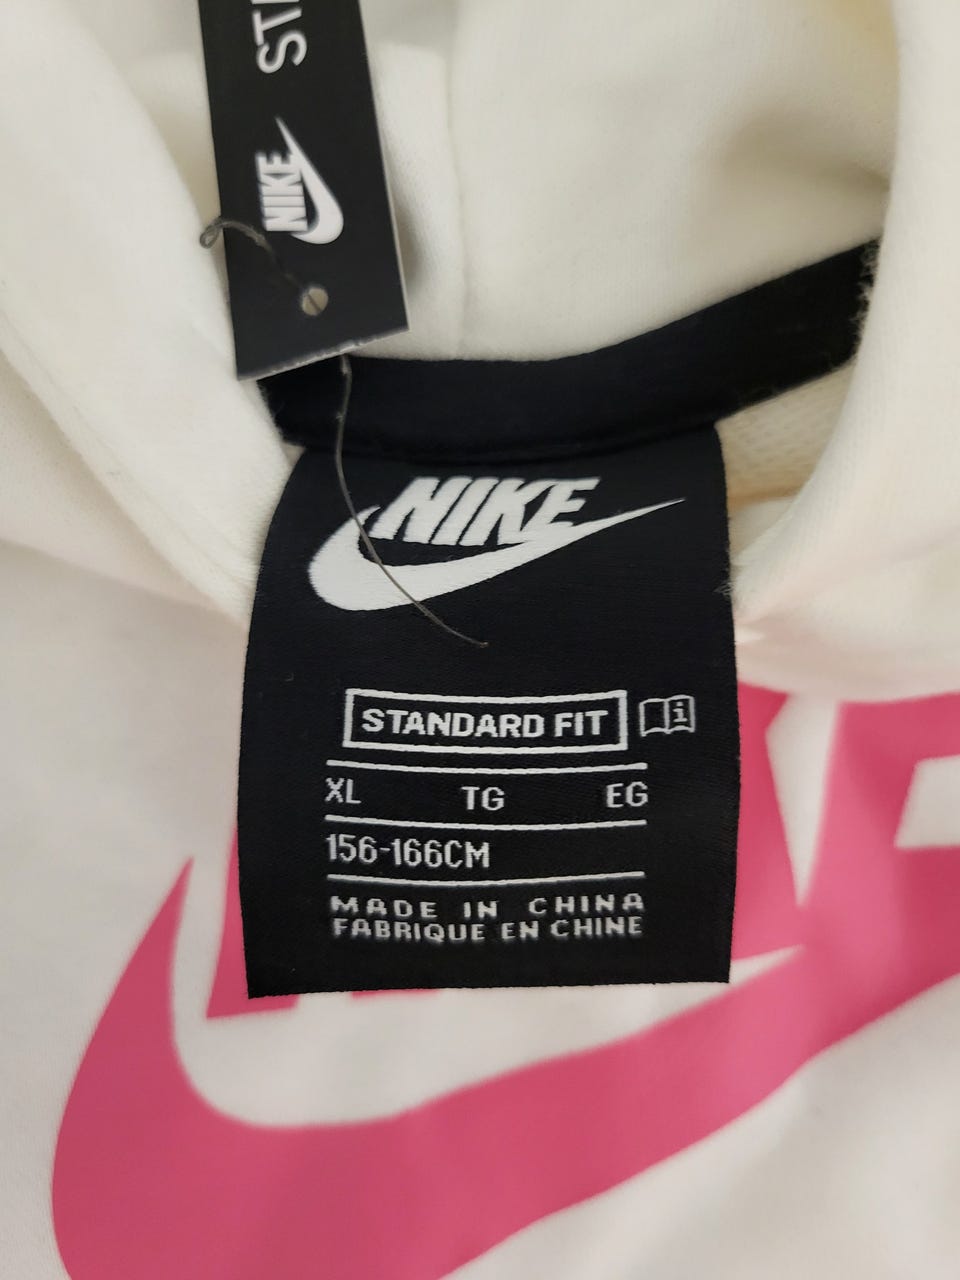 NIKE
NIKE
STANDARD FIT
XL TG EG
156-166CM
MADE IN CHINA
FABRIQUE EN CHINE